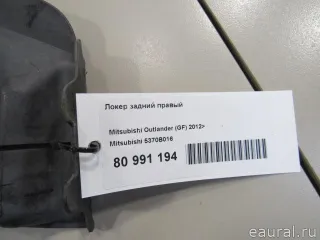 Локер задний правый
Mitsubishi Outlander (GF) 2012>
Mitsubishi 5370B016
80 991 194
eaural.ru